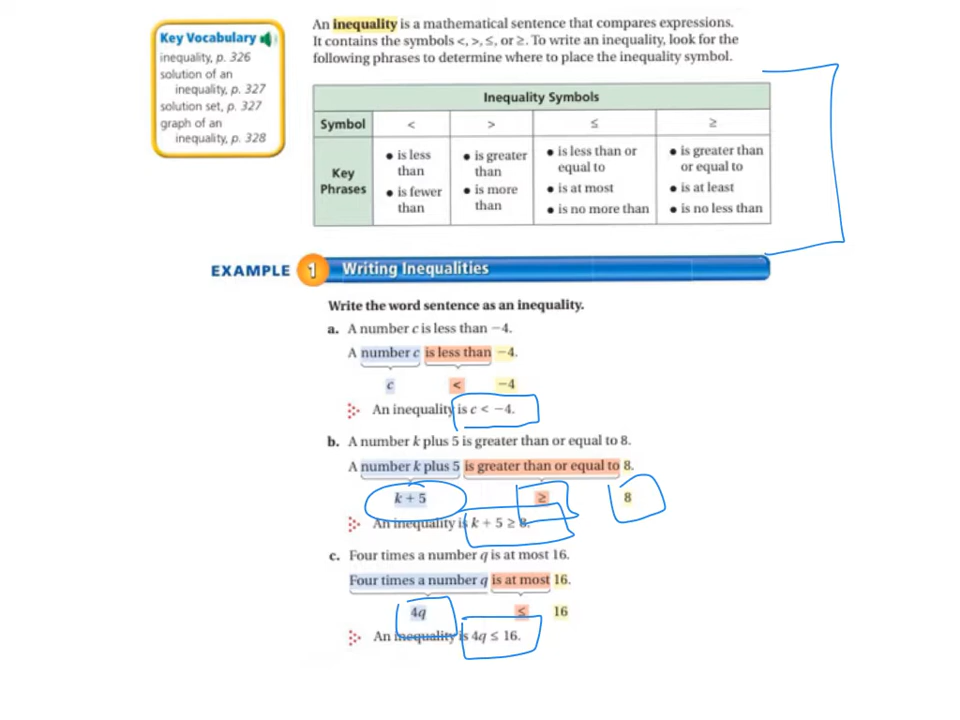 Key Vocabulary
inequality, p. 326
solution of an
inequality, p. 327
solution set, p. 327
graph of an
inequality, p. 328
An inequality is a mathematical sentence that compares expressions.
It contains the symbols <, >, ≤, or ≥. To write an inequality, look for the
following phrases to determine where to place the inequality symbol.
Inequality Symbols
Symbol < > ≤ ≥
Key Phrases
• is less than
• is fewer than
• is greater than
• is more than
• is less than or equal to
• is at most
• is no more than
• is greater than or equal to
• is at least
• is no less than
EXAMPLE 1 Writing Inequalities
Write the word sentence as an inequality.
a. A number c is less than −4.
A number c is less than −4.
c < −4
An inequality is c < −4.
b. A number k plus 5 is greater than or equal to 8.
A number k plus 5 is greater than or equal to 8.
k + 5 ≥ 8
An inequality is k + 5 ≥ 8.
c. Four times a number q is at most 16.
Four times a number q is at most 16.
4q ≤ 16
An inequality is 4q ≤ 16.